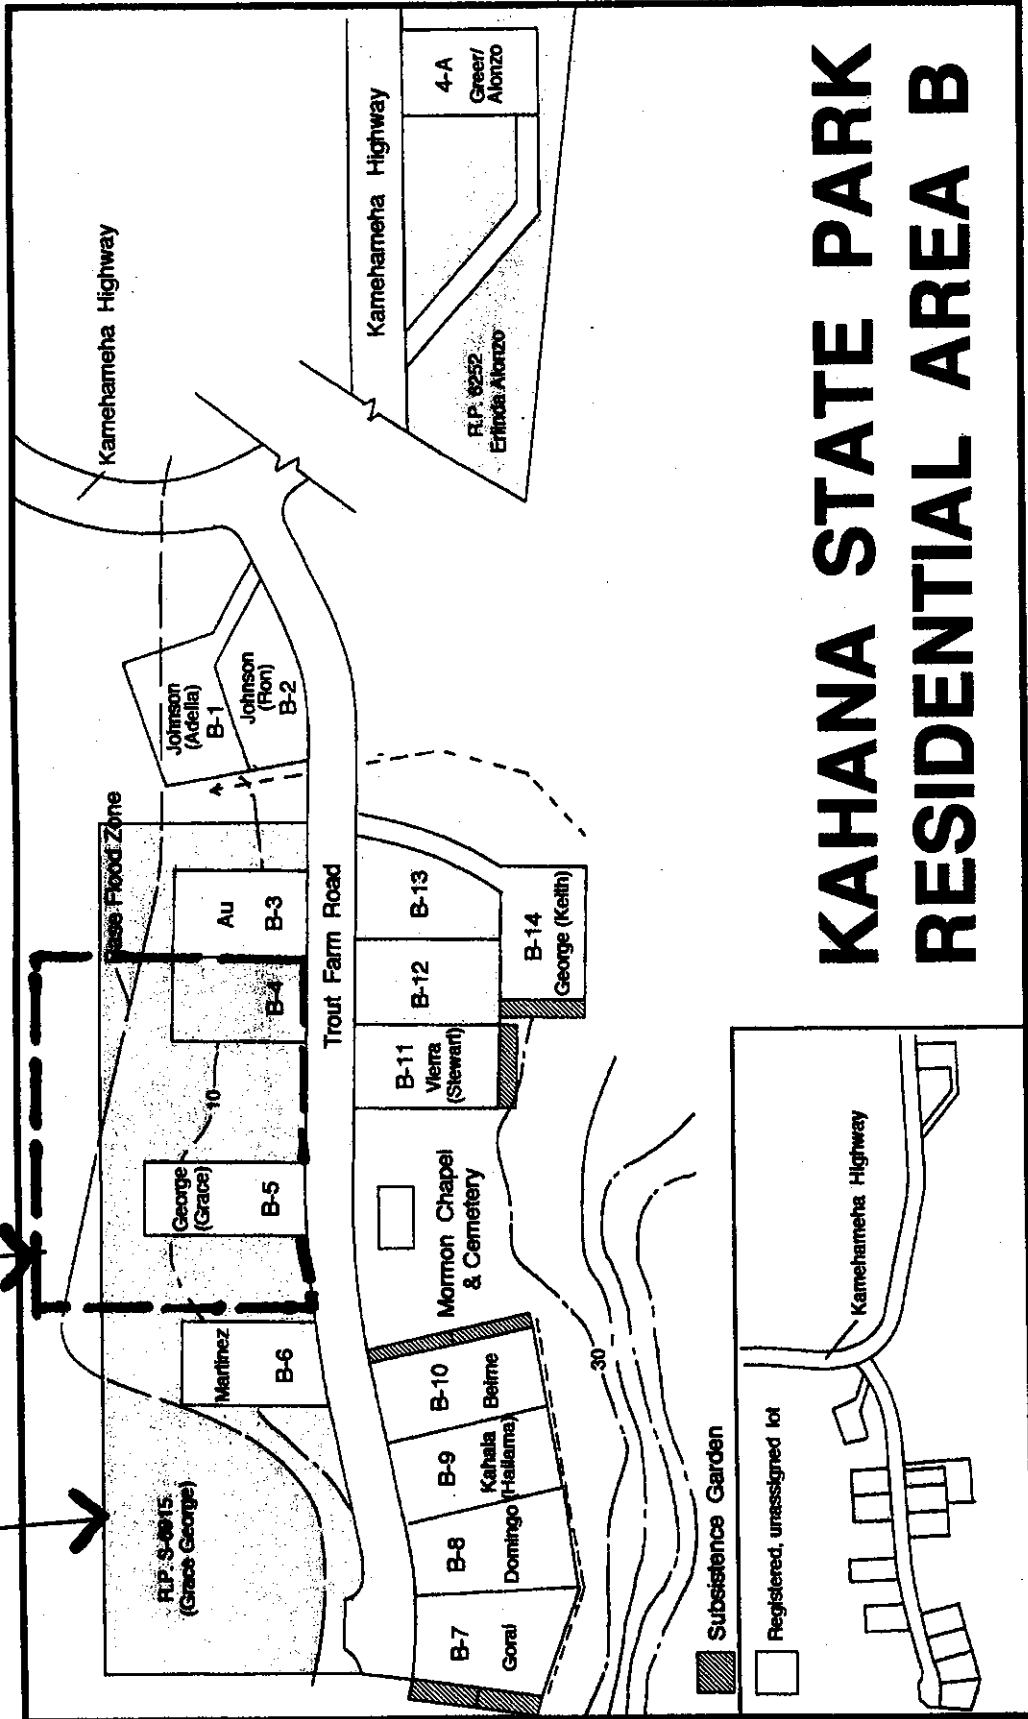 Kamehameha Highway
Kamehameha Highway
4-A
Greer/
Alonzo
R.P. 6252
Erlinda Alonzo
Johnson
(Adella)
B-1
Johnson
(Ron)
B-2
Base Flood Zone
Au
B-3
B-4
10
George
(Grace)
B-5
Martinez
B-6
R.P. S-6915
(Grace George)
Trout Farm Road
B-13
B-12
B-14
George (Keith)
B-11
Vierra
(Stewart)
Mormon Chapel
& Cemetery
B-10
Beirne
B-9
Kahala
(Hailama)
B-8
Domingo
B-7
Gorai
30
Subsistence Garden
Registered, unassigned lot
Kamehameha Highway
KAHANA STATE PARK
RESIDENTIAL AREA B